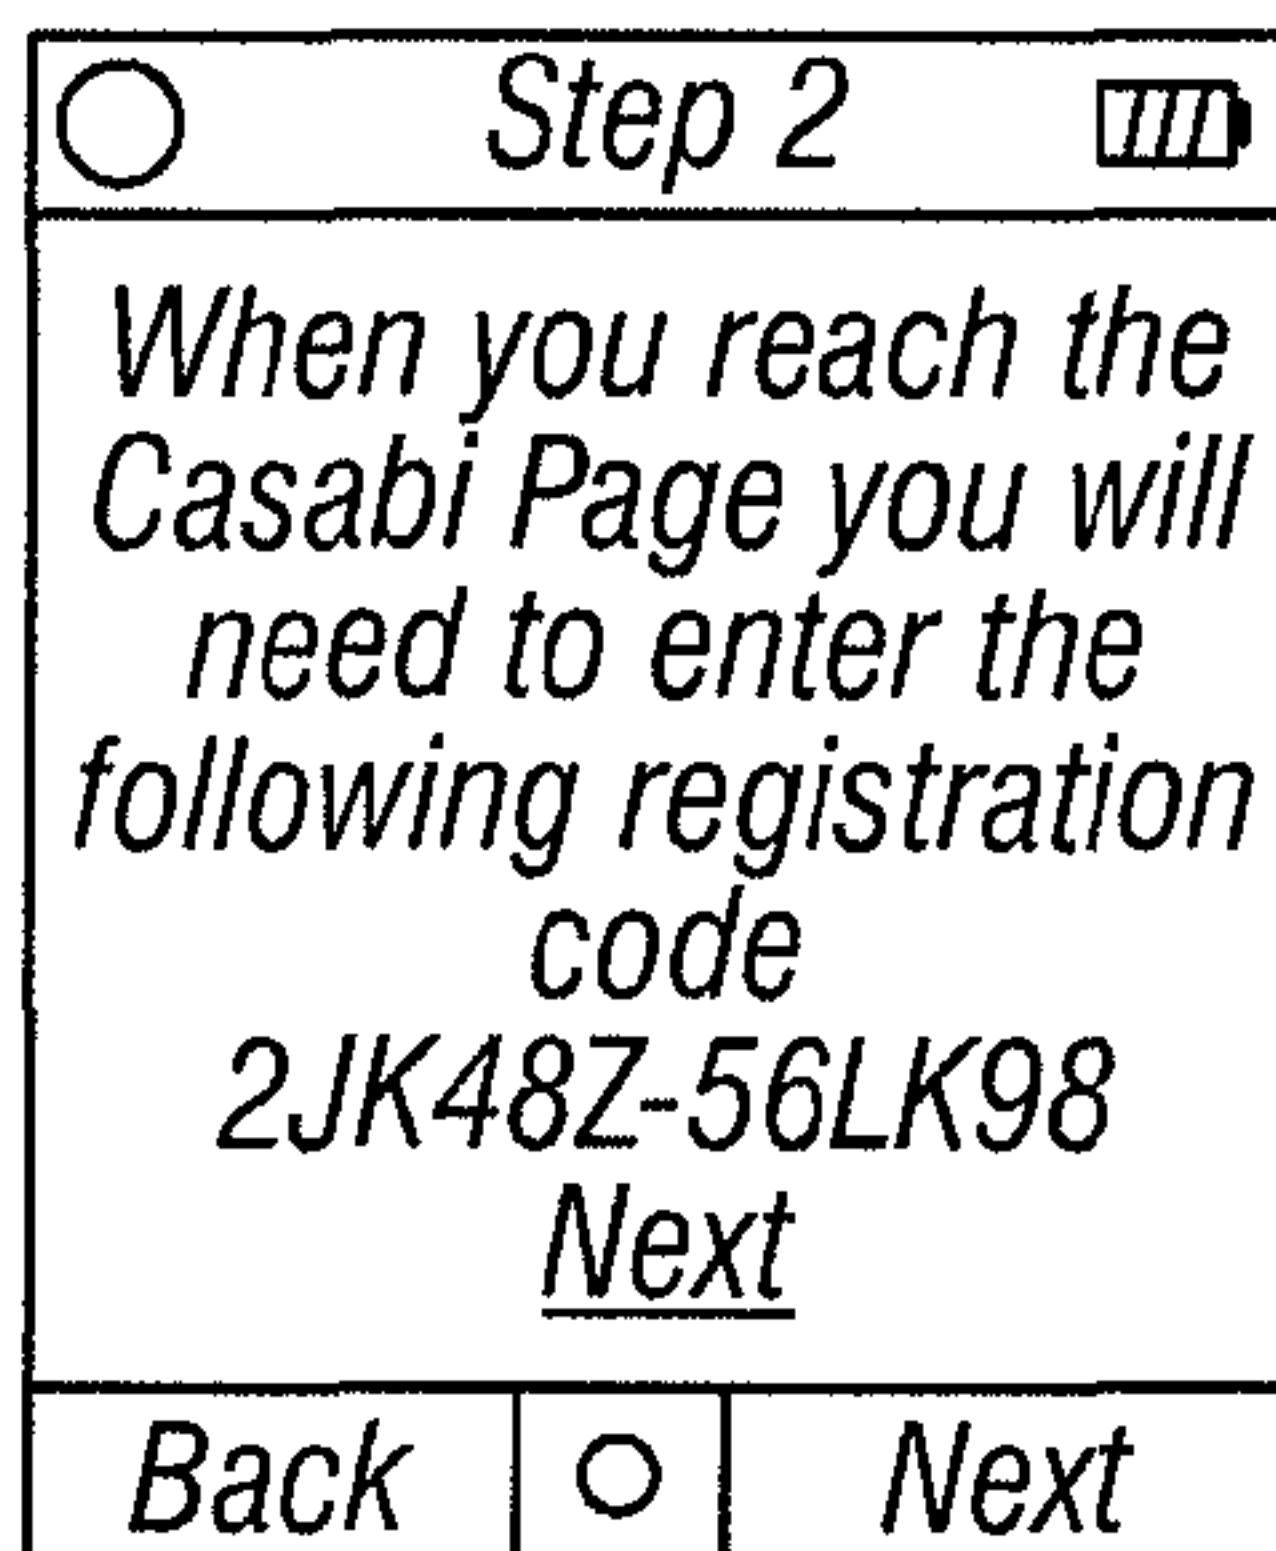 Step 2
When you reach the
Casabi Page you will
need to enter the
following registration
code
2JK48Z-56LK98
Next
Back
Next